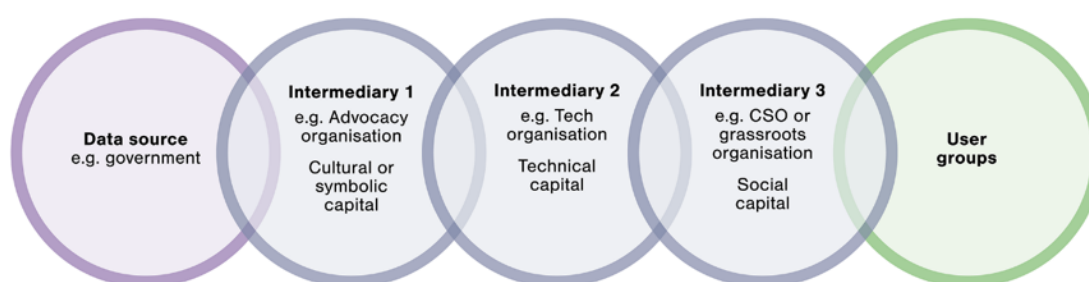 Data source
e.g. government
Intermediary 1
e.g. Advocacy
organisation
Cultural or
symbolic
capital
Intermediary 2
e.g. Tech
organisation
Technical
capital
Intermediary 3
e.g. CSO or
grassroots
organisation
Social
capital
User
groups